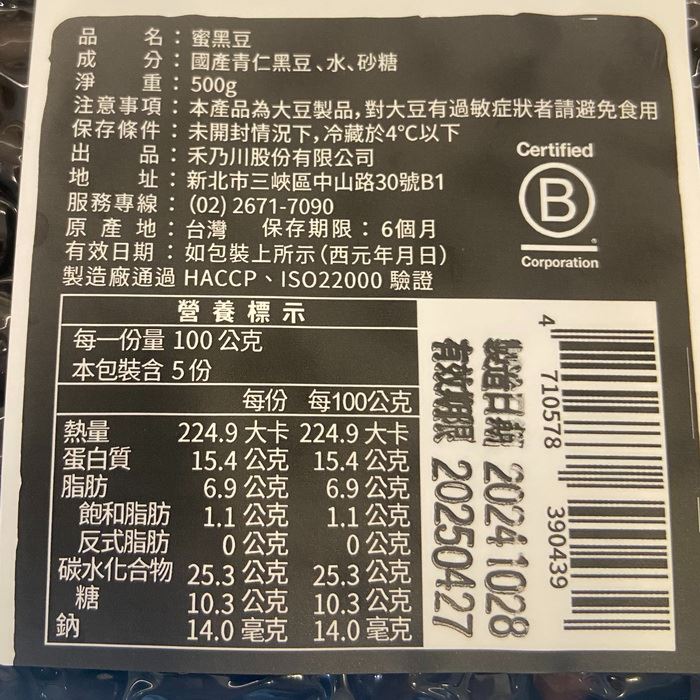 品名：蜜黑豆
成分：國產青仁黑豆、水、砂糖
淨重：500g
注意事項：本產品為大豆製品，對大豆有過敏症狀者請避免食用
保存條件：未開封情況下，冷藏於4°C以下
出品：禾乃川股份有限公司
地址：新北市三峽區中山路30號B1
服務專線：(02) 2671-7090
原產地：台灣 保存期限：6個月
有效日期：如包裝上所示（西元年月日）
製造廠通過 HACCP、ISO22000 驗證
Certified
B
®
Corporation
營養標示
每一份量 100 公克
本包裝含 5 份
每份 每100公克
熱量 224.9 大卡 224.9 大卡
蛋白質 15.4 公克 15.4 公克
脂肪 6.9 公克 6.9 公克
飽和脂肪 1.1 公克 1.1 公克
反式脂肪 0 公克 0 公克
碳水化合物 25.3 公克 25.3 公克
糖 10.3 公克 10.3 公克
鈉 14.0 毫克 14.0 毫克
製造日期 20241028
有效期限 20250427
4 710578 390439